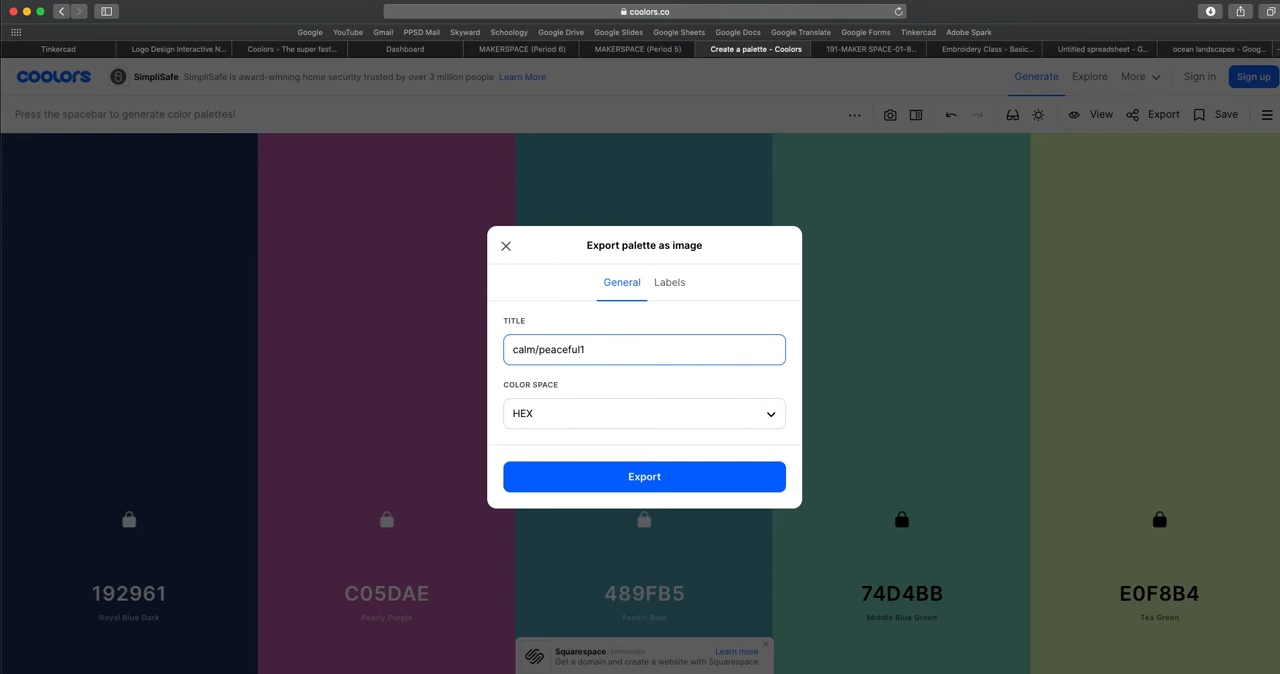 coolors.co
Google YouTube Gmail PPSD Mail Skyward Schoology Google Drive Google Slides Google Sheets Google Docs Google Translate Google Forms Tinkercad Adobe Spark
Tinkercad Logo Design Interactive N... Coolors - The super fast... Dashboard MAKERSPACE (Period 6) MAKERSPACE (Period 5) Create a palette - Coolors 191-MAKER SPACE-01-8... Embroidery Class - Basic... Untitled spreadsheet - G... ocean landscapes - Goog...
coolors SimpliSafe SimpliSafe is award-winning home security trusted by over 3 million people Learn More Generate Explore More Sign in Sign up
Press the spacebar to generate color palettes! View Export Save
Export palette as image
General Labels
TITLE
calm/peaceful1
COLOR SPACE
HEX
Export
192961 C05DAE 489FB5 74D4BB E0F8B4
Royal Blue Dark Pearly Purple Pacific Blue Middle Blue Green Tea Green
Squarespace SPONSORED Learn more
Get a domain and create a website with Squarespace